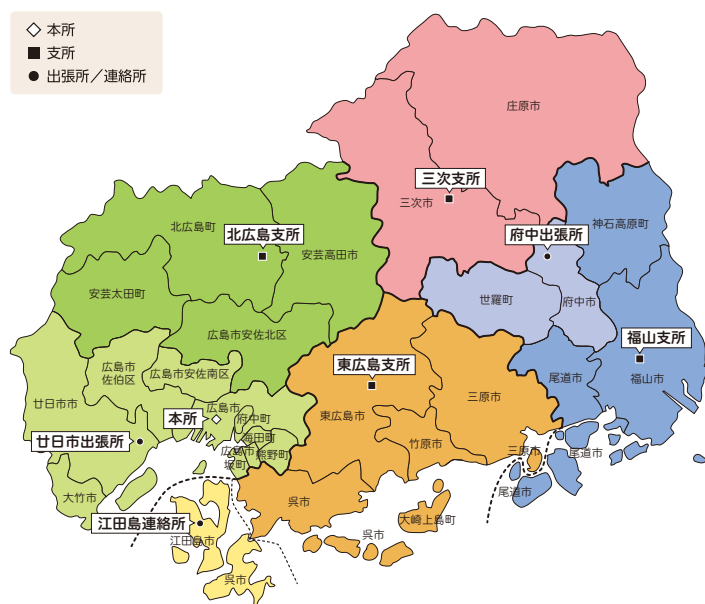 本所
支所
出張所／連絡所
庄原市
三次支所
三次市
神石高原町
北広島町
北広島支所
府中出張所
安芸高田市
安芸太田町
世羅町
府中市
広島市安佐北区
福山支所
東広島支所
広島市
佐伯区
広島市安佐南区
尾道市
福山市
廿日市市
三原市
本所
広島市
府中町
東広島市
廿日市出張所
海田町
竹原市
広島市
熊野町
坂町
三原市
尾道市
大竹市
尾道市
呉市
江田島連絡所
大崎上島町
江田島市
呉市
呉市